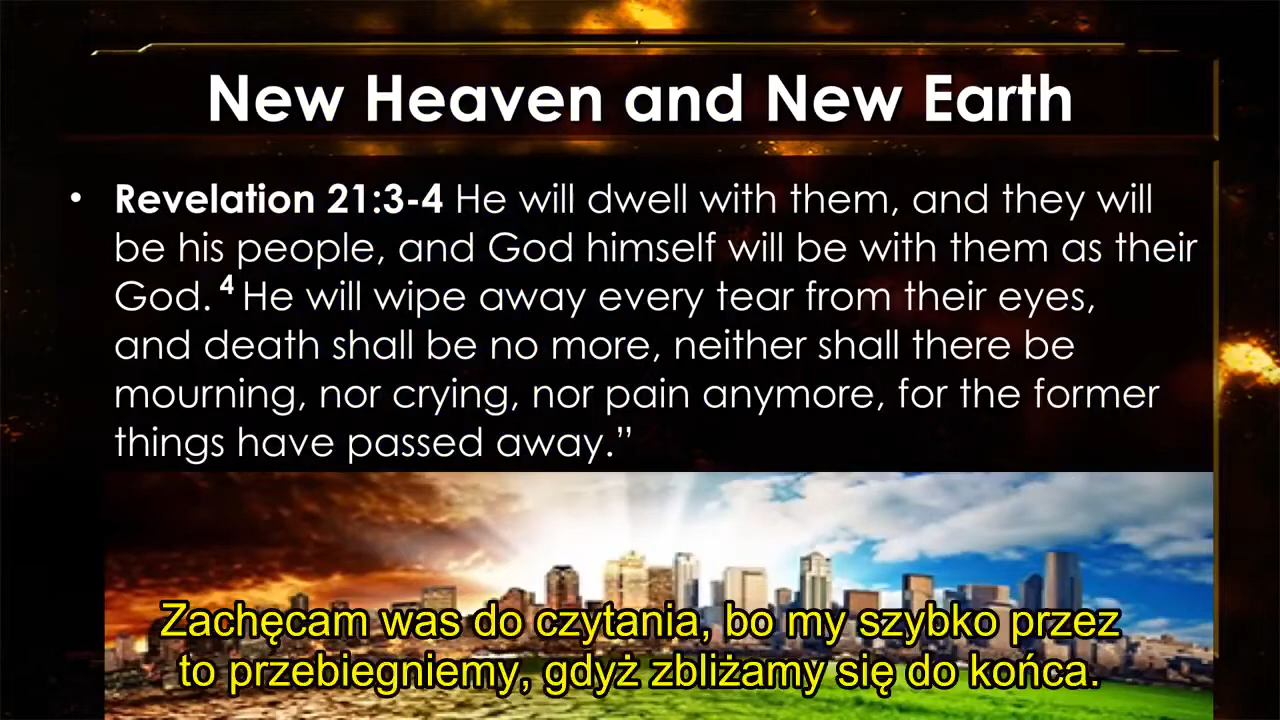 New Heaven and New Earth
• Revelation 21:3-4 He will dwell with them, and they will
be his people, and God himself will be with them as their
God. 4 He will wipe away every tear from their eyes,
and death shall be no more, neither shall there be
mourning, nor crying, nor pain anymore, for the former
things have passed away.”
Zachęcam was do czytania, bo my szybko przez
to przebiegniemy, gdyż zbliżamy się do końca.